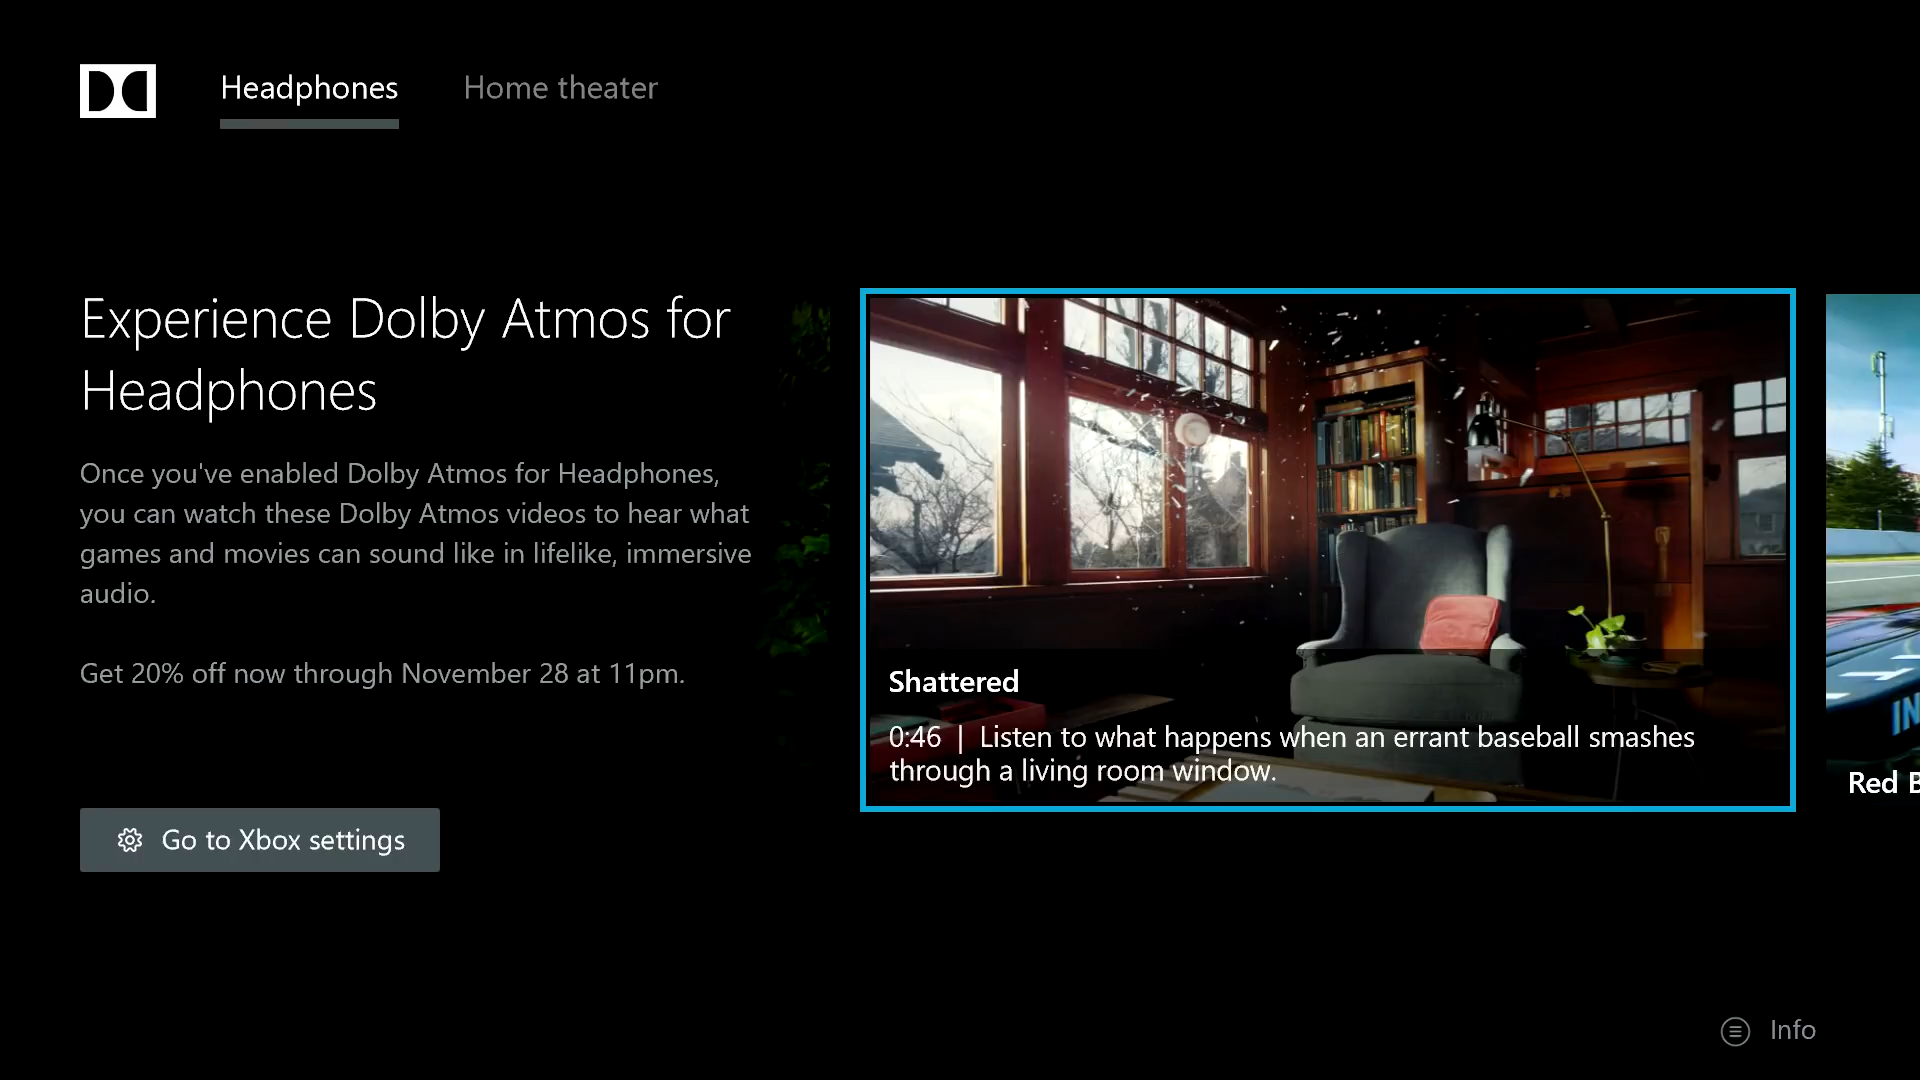 Headphones
Home theater
Experience Dolby Atmos for
Headphones
Once you've enabled Dolby Atmos for Headphones,
you can watch these Dolby Atmos videos to hear what
games and movies can sound like in lifelike, immersive
audio.
Get 20% off now through November 28 at 11pm.
Go to Xbox settings
Shattered
0:46 | Listen to what happens when an errant baseball smashes
through a living room window.
IN
Red B
Info